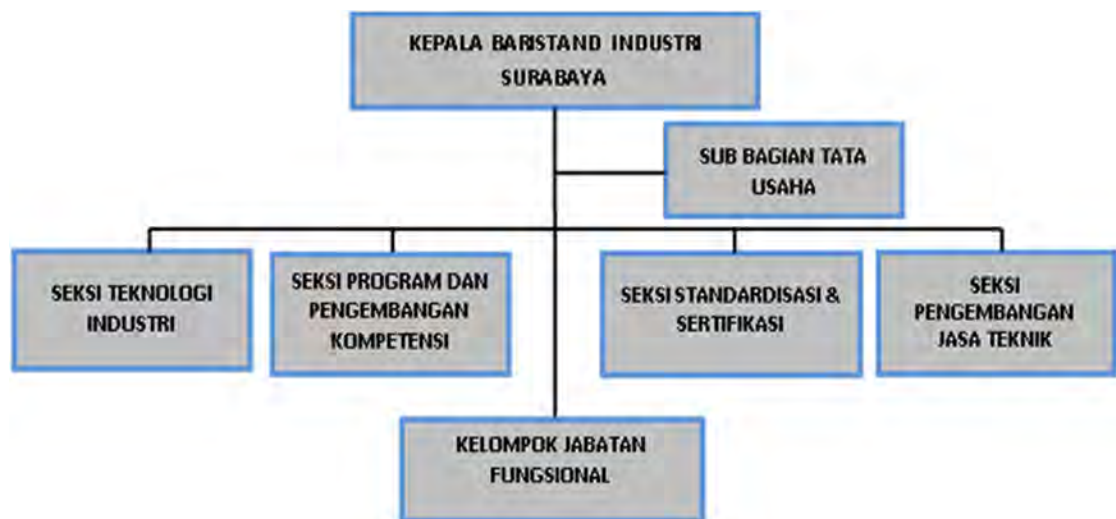 KEPALA BARISTAND INDUSTRI
SURABAYA
SUB BAGIAN TATA
USAHA
SEKSI TEKNOLOGI
INDUSTRI
SEKSI PROGRAM DAN
PENGEMBANGAN
KOMPETENSI
SEKSI STANDARDISASI &
SERTIFIKASI
SEKSI
PENGEMBANGAN
JASA TEKNIK
KELOMPOK JABATAN
FUNGSIONAL